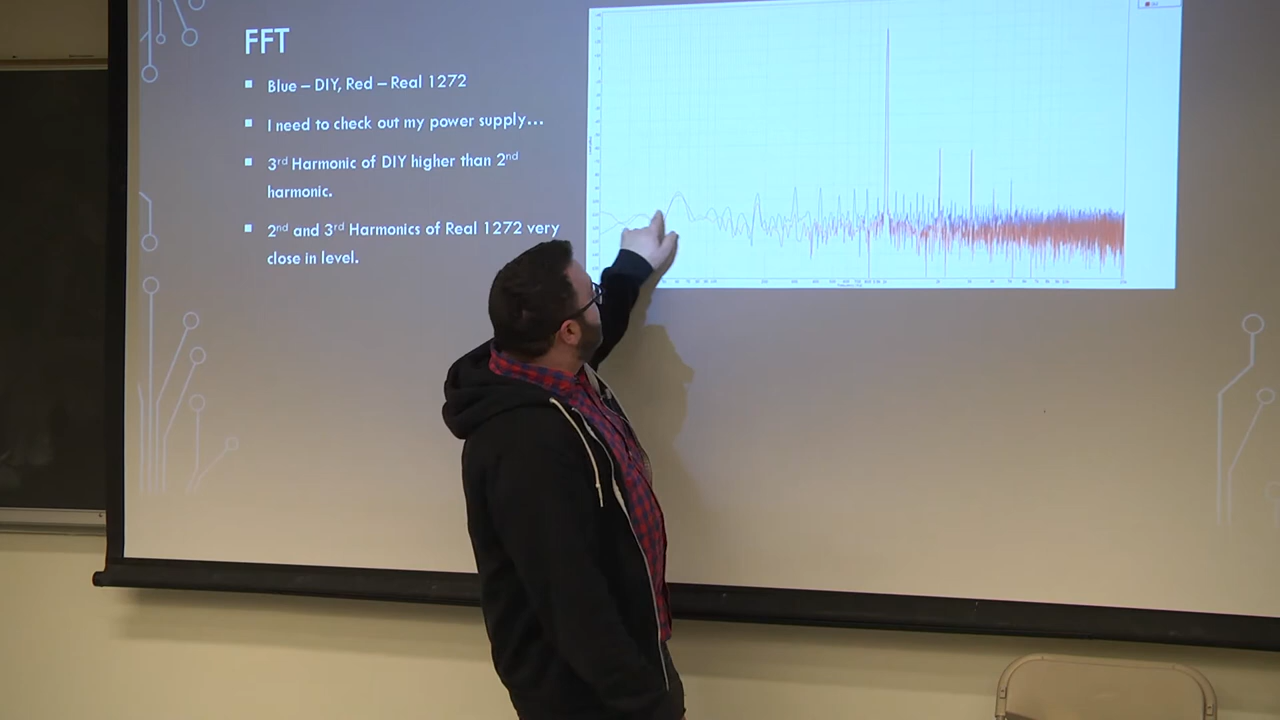 FFT
Blue – DIY, Red – Real 1272
I need to check out my power supply...
3rd Harmonic of DIY higher than 2nd
harmonic.
2nd and 3rd Harmonics of Real 1272 very
close in level.